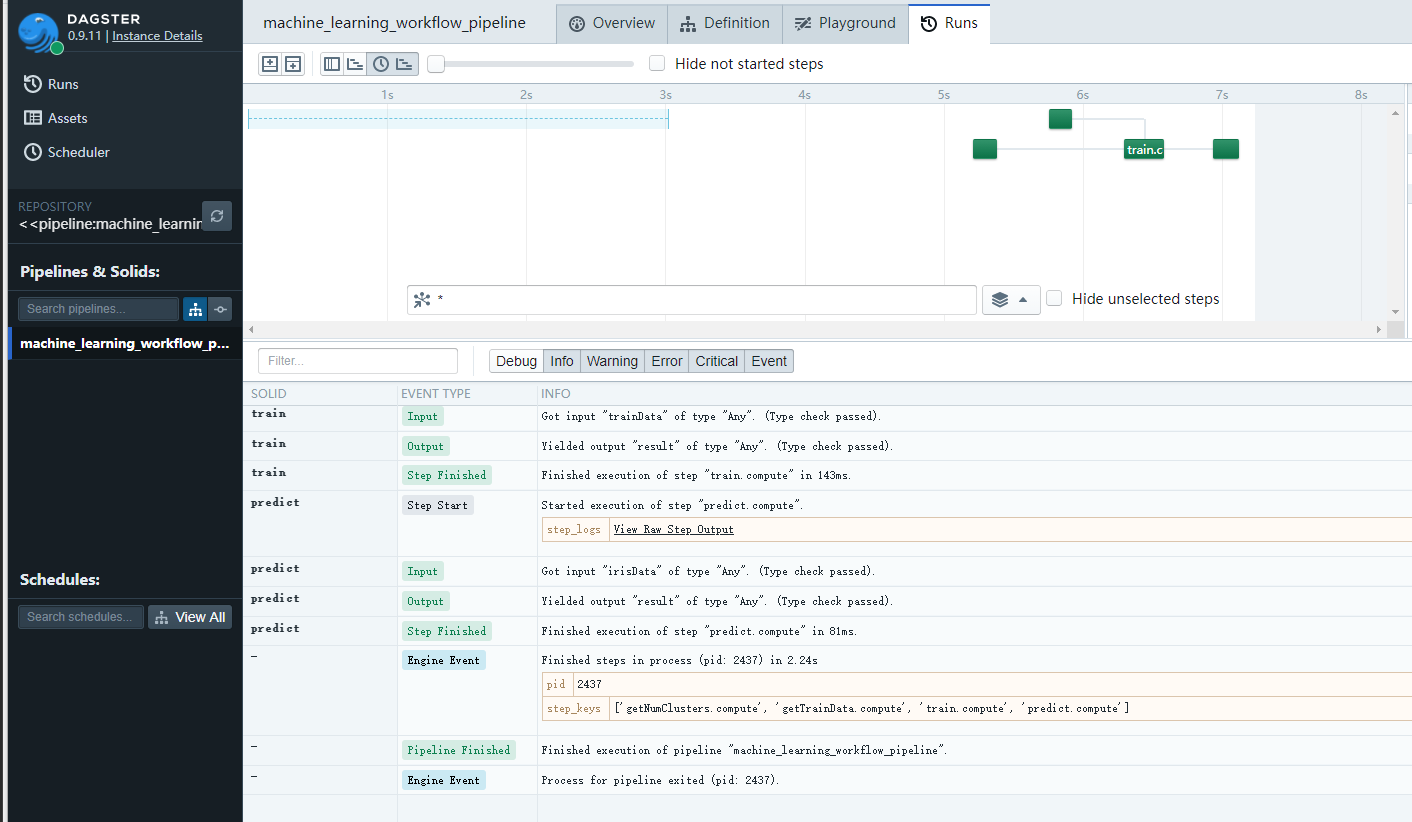 DAGSTER
0.9.11 | Instance Details
Runs
Assets
Scheduler
REPOSITORY
<<pipeline:machine_learnin
Pipelines & Solids:
Search pipelines...
machine_learning_workflow_p...
Schedules:
Search schedules...
View All
machine_learning_workflow_pipeline
Overview
Definition
Playground
Runs
Hide not started steps
1s 2s 3s 4s 5s 6s 7s 8s
train.c
*
Hide unselected steps
Filter...
Debug Info Warning Error Critical Event
SOLID EVENT TYPE INFO
train Input Got input "trainData" of type "Any". (Type check passed).
train Output Yielded output "result" of type "Any". (Type check passed).
train Step Finished Finished execution of step "train.compute" in 143ms.
predict Step Start Started execution of step "predict.compute".
step_logs View Raw Step Output
predict Input Got input "irisData" of type "Any". (Type check passed).
predict Output Yielded output "result" of type "Any". (Type check passed).
predict Step Finished Finished execution of step "predict.compute" in 81ms.
- Engine Event Finished steps in process (pid: 2437) in 2.24s
pid 2437
step_keys ['getNumClusters.compute', 'getTrainData.compute', 'train.compute', 'predict.compute']
- Pipeline Finished Finished execution of pipeline "machine_learning_workflow_pipeline".
- Engine Event Process for pipeline exited (pid: 2437).